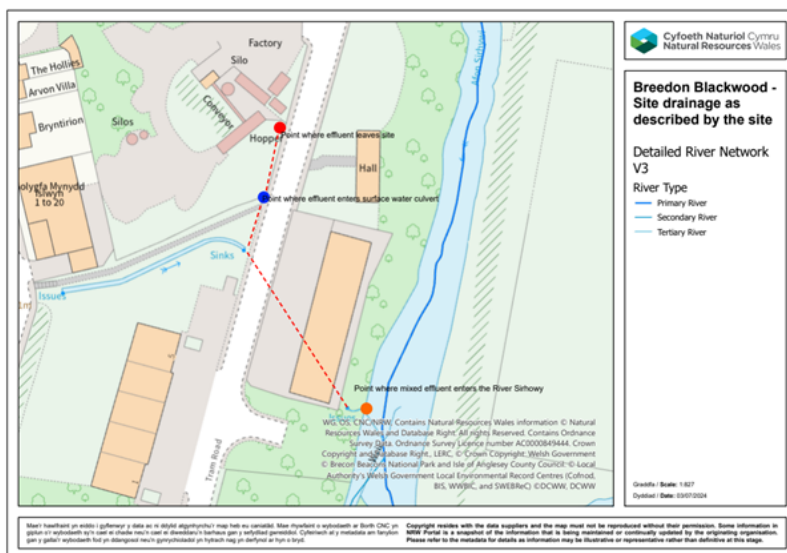 The Hollies
Arvon Villa
Bryntirion
olygfa Mynydd
Islwyn
1 to 20
Silos
Factory
Silo
Conveyor
Hopper
Point where effluent leaves site
Hall
Point where effluent enters surface water culvert
Sinks
Issues
Tram Road
Point where mixed effluent enters the River Sirhowy
WG, OS, CNC/NRW, Contains Natural Resources Wales information © Natural
Resources Wales and Database Right. All rights Reserved. Contains Ordnance
Survey Data. Ordnance Survey Licence number AC0000849444. Crown
Copyright and Database Right., LERC, © Crown Copyright: Welsh Government
© Brecon Beacons National Park and Isle of Anglesey County Council. © Local
Authority's Welsh Government Local Environmental Record Centres (Cofnod,
BIS, WWBIC, and SEWBReC) ©DCWW, DCWW
Cyfoeth Naturiol Cymru
Natural Resources Wales
Breedon Blackwood -
Site drainage as
described by the site
Detailed River Network
V3
River Type
Primary River
Secondary River
Tertiary River
Graddfa / Scale: 1:827
Dyddiad / Date: 03/07/2024
Copyright resides with the data suppliers and the map must not be reproduced without their permission. Some information in
NRW Portal is a snapshot of the information that is being maintained or continually updated by the originating organisation.
Please refer to the metadata for details as information may be illustrative or representative rather than definitive at this stage.